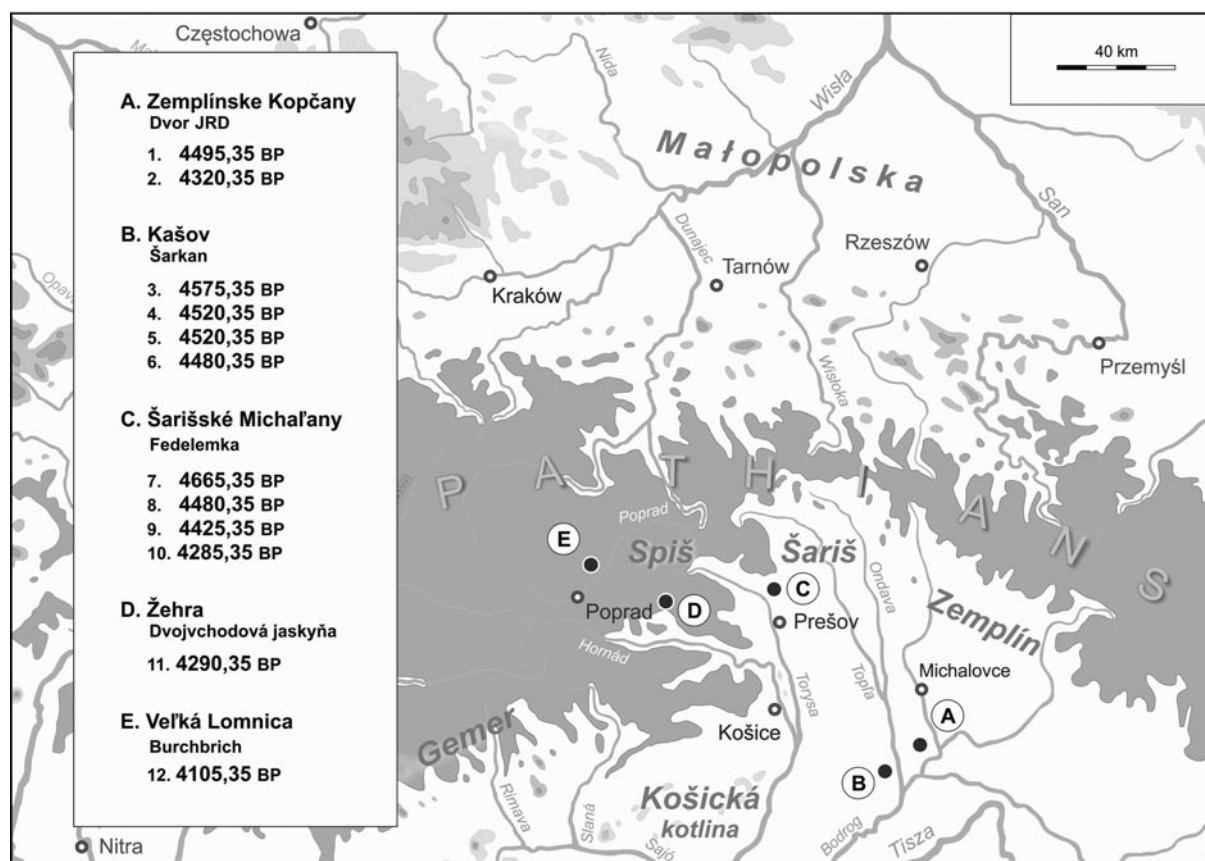 Częstochowa
40 km
A. Zemplínske Kopčany
Dvor JRD
1. 4495,35 BP
2. 4320,35 BP
B. Kašov
Šarkan
3. 4575,35 BP
4. 4520,35 BP
5. 4520,35 BP
6. 4480,35 BP
C. Šarišské Michaľany
Fedelemka
7. 4665,35 BP
8. 4480,35 BP
9. 4425,35 BP
10. 4285,35 BP
D. Žehra
Dvojvchodová jaskyňa
11. 4290,35 BP
E. Veľká Lomnica
Burchbrich
12. 4105,35 BP
Nida
Wisla
Małopolska
San
Dunajec
Rzeszów
Tarnów
Kraków
Przemyśl
Wisłoka
PATHIANS
Poprad
E
Spiš
Šariš
Ondava
C
Poprad
D
Prešov
Zemplín
Hornád
Michalovce
Torysa
Topľa
A
Košice
Gemer
B
Rimava
Slaná
Košická
kotlina
Sajó
Bodrog
Tisza
Nitra